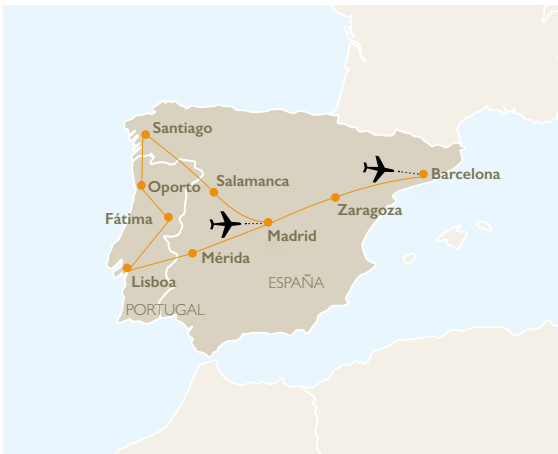 Santiago
Barcelona
Salamanca
Oporto
Zaragoza
Fátima
Madrid
Mérida
Lisboa
ESPAÑA
PORTUGAL